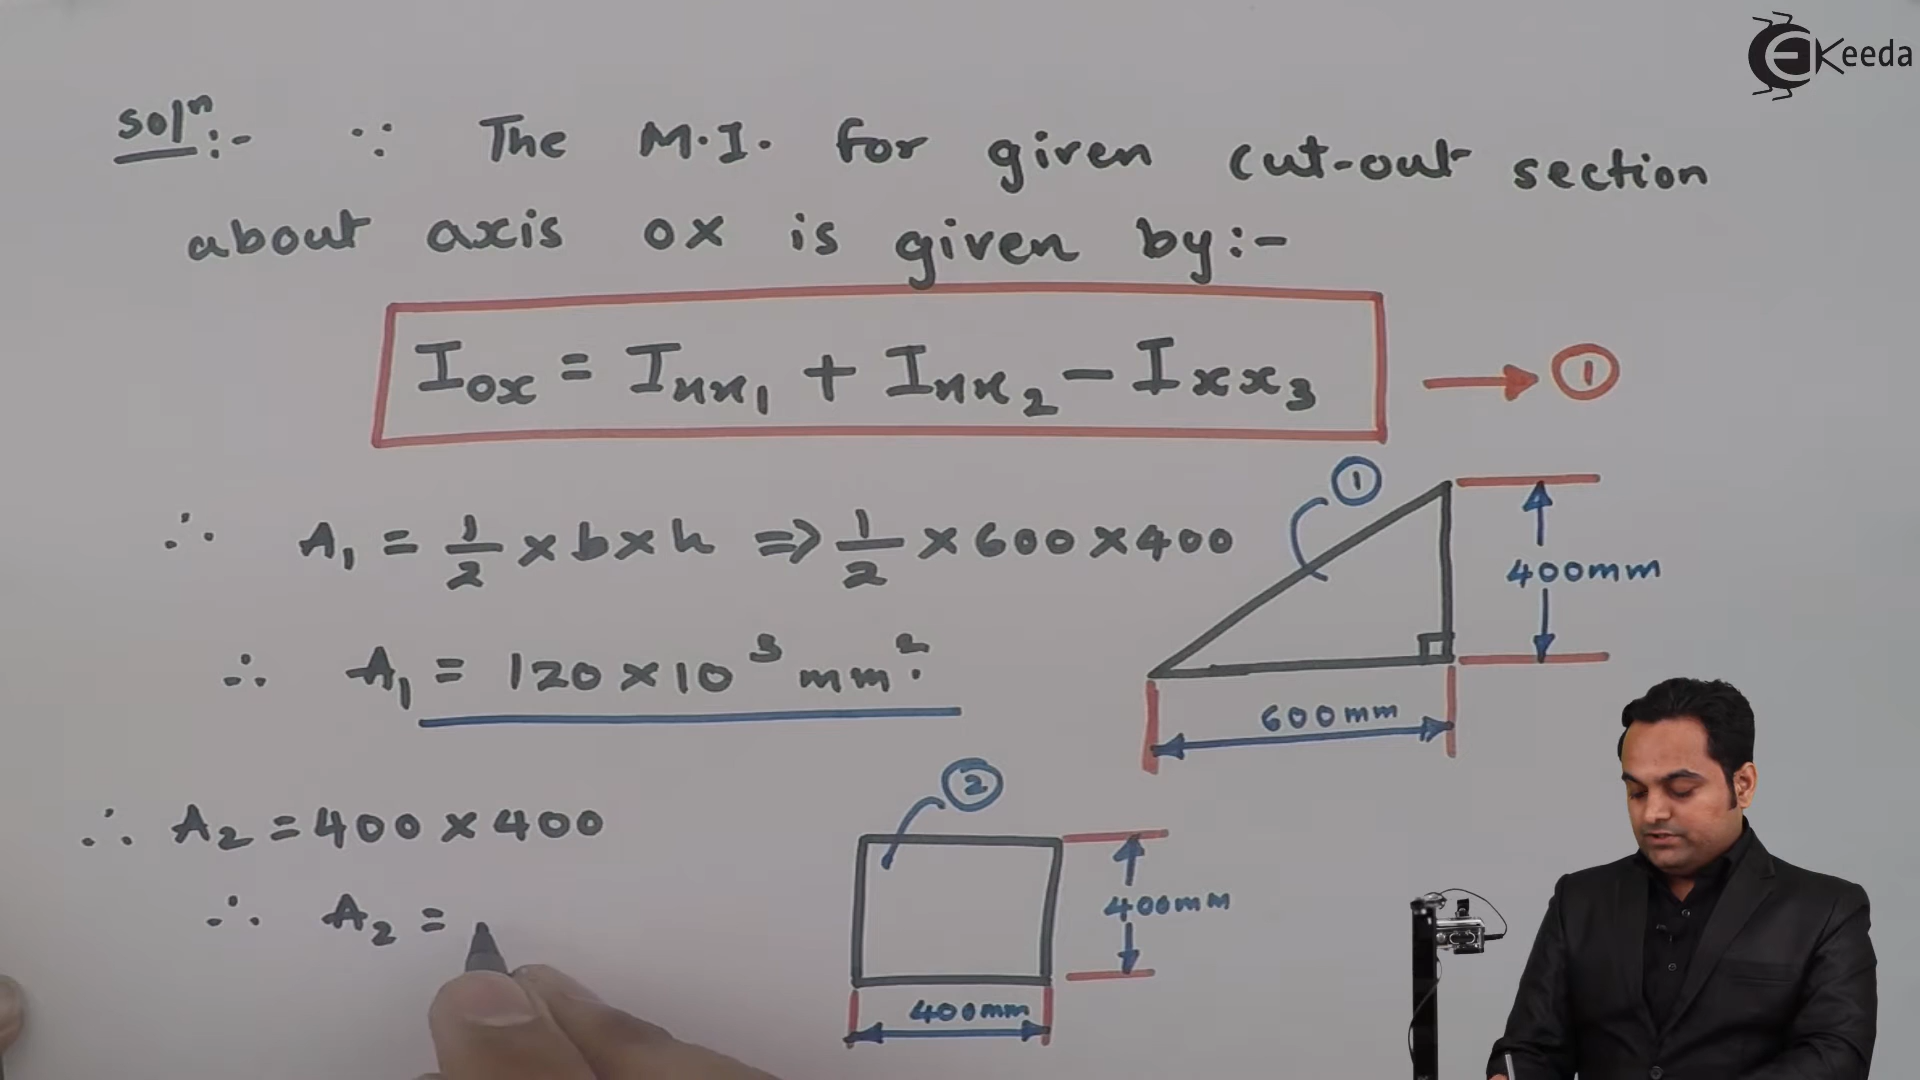 EKeeda
Solⁿ:- ∵ The M.I. for given cut-out section
about axis ox is given by:-
Iox = Ixx₁ + Ixx₂ - Ixx₃ → ①
∴ A₁ = 1/2 × b × h ⇒ 1/2 × 600 × 400
①
400mm
∴ A₁ = 120 × 10³ mm².
600mm
②
∴ A₂ = 400 × 400
400mm
∴ A₂ =
400mm